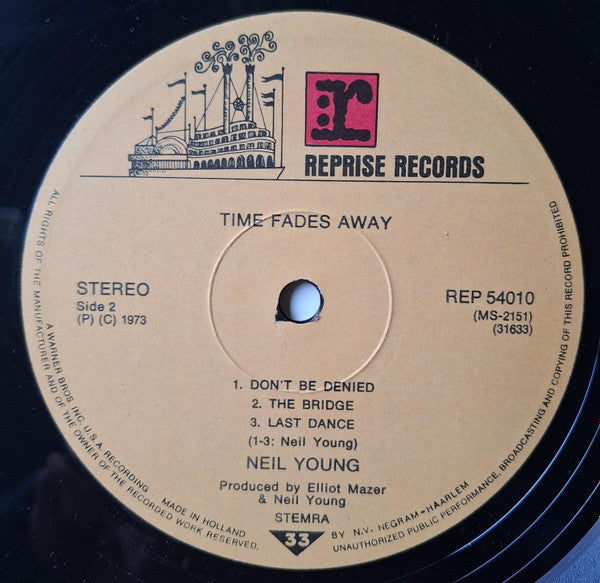 r
REPRISE RECORDS
TIME FADES AWAY
STEREO
Side 2
(P) (C) 1973
REP 54010
(MS-2151)
(31633)
1. DON'T BE DENIED
2. THE BRIDGE
3. LAST DANCE
(1-3: Neil Young)
NEIL YOUNG
Produced by Elliot Mazer
& Neil Young
STEMRA
33
ALL RIGHTS OF THE MANUFACTURER AND OF THE OWNER OF THE RECORDED WORK RESERVED.
A WARNER BROS. INC. U.S.A. RECORDING
MADE IN HOLLAND
BY N.V. NEGRAM-HAARLEM
UNAUTHORIZED PUBLIC PERFORMANCE, BROADCASTING AND COPYING OF THIS RECORD PROHIBITED